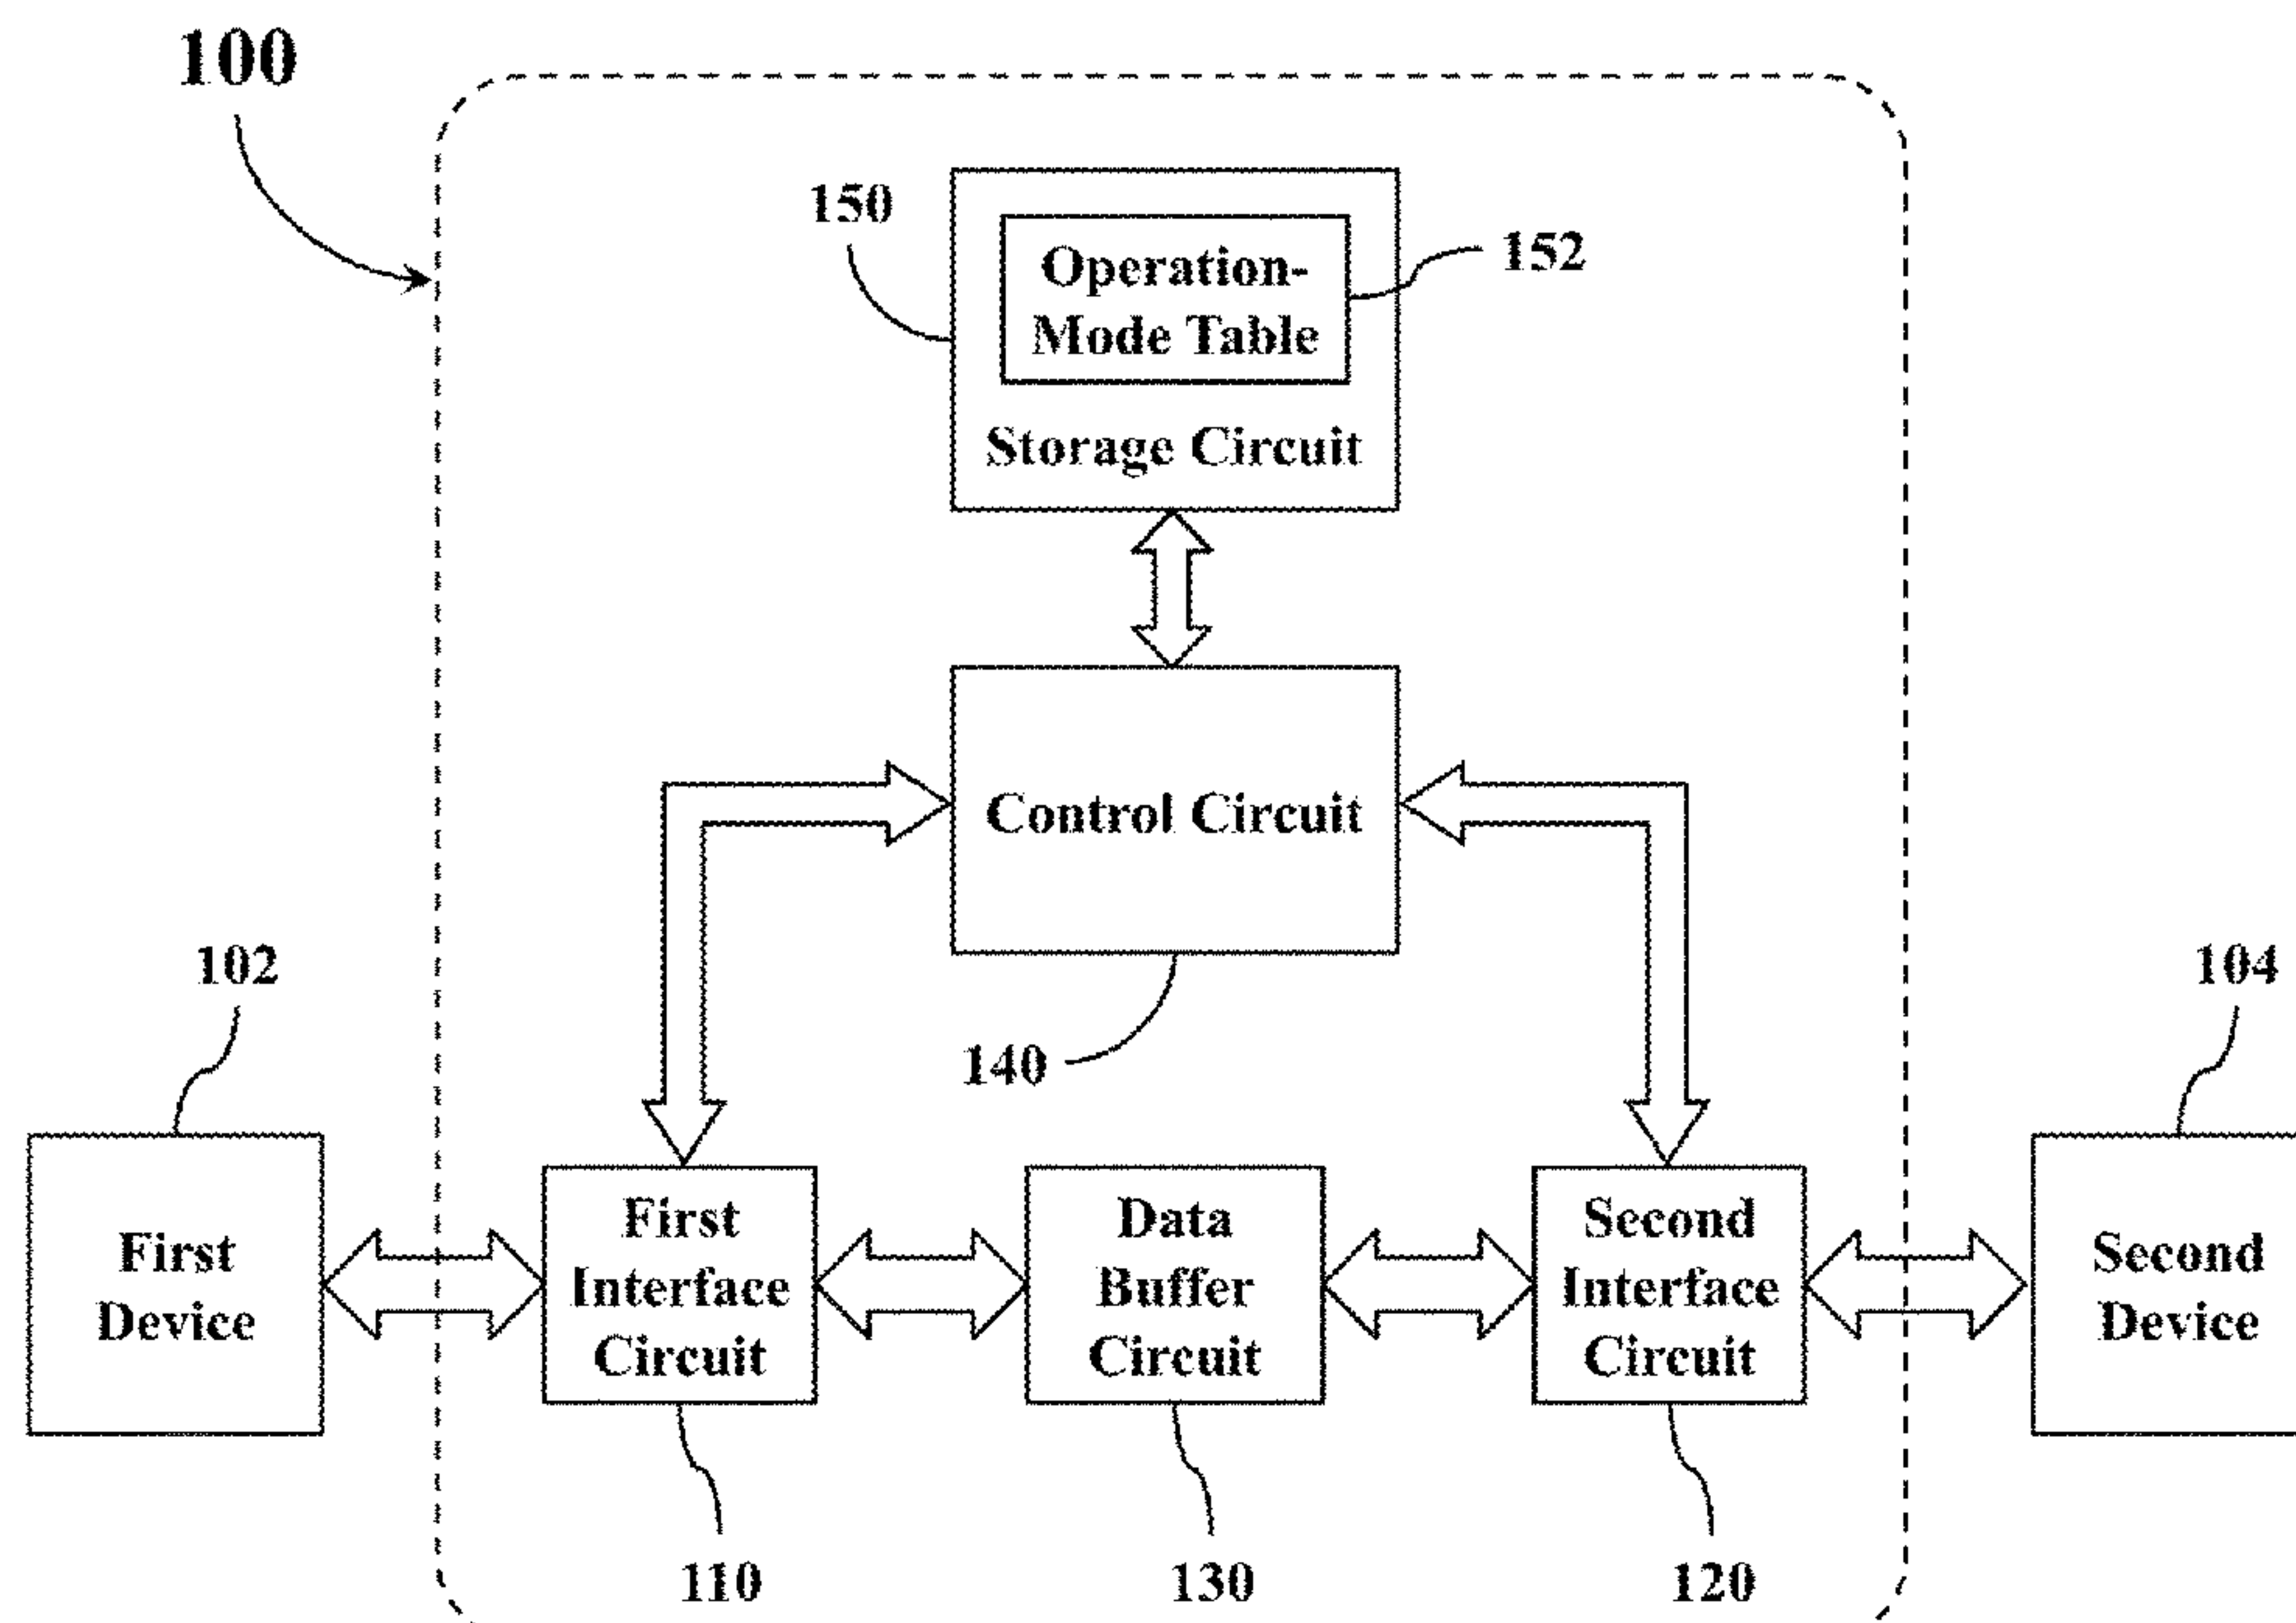 100
150
Operation-
Mode Table
152
Storage Circuit
Control Circuit
102
104
140
First
Device
First
Interface
Circuit
Data
Buffer
Circuit
Second
Interface
Circuit
Second
Device
110
130
120